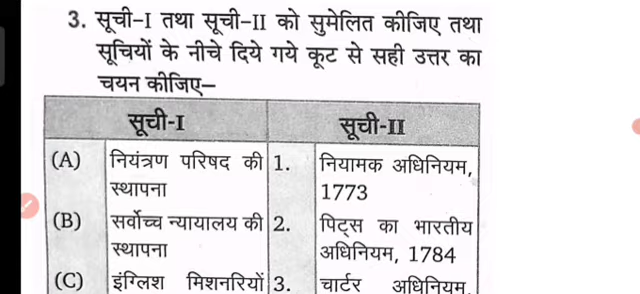 3. सूची-I तथा सूची-II को सुमेलित कीजिए तथा
सूचियों के नीचे दिये गये कूट से सही उत्तर का
चयन कीजिए–
सूची-I सूची-II
(A) नियंत्रण परिषद की 1. नियामक अधिनियम,
स्थापना 1773
(B) सर्वोच्च न्यायालय की 2. पिट्स का भारतीय
स्थापना अधिनियम, 1784
(C) इंग्लिश मिशनरियों 3. चार्टर अधिनियम,